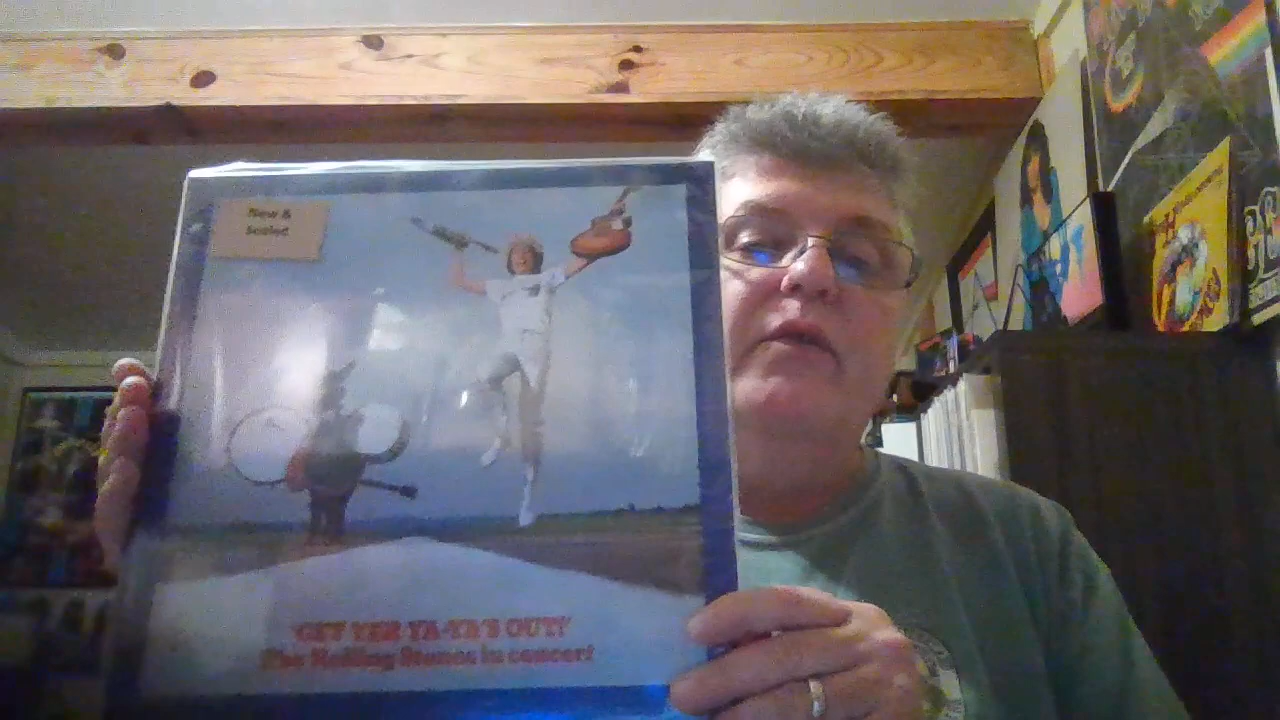 New &
Sealed
'GET YER YA-YA'S OUT!'
The Rolling Stones in concert